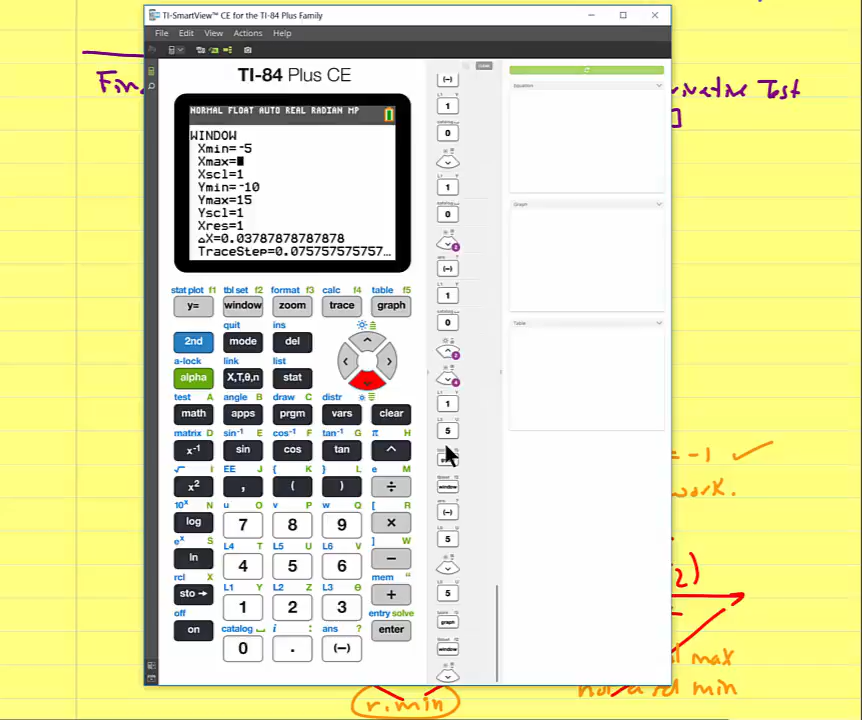 TI-SmartView™ CE for the TI-84 Plus Family
File Edit View Actions Help
TI-84 Plus CE
NORMAL FLOAT AUTO REAL RADIAN MP
WINDOW
Xmin=-5
Xmax=
Xscl=1
Ymin=-10
Ymax=15
Yscl=1
Xres=1
△X=0.03787878787878
TraceStep=0.075757575757…
stat plot f1 tbl set f2 format f3 calc f4 table f5
y= window zoom trace graph
quit ins
2nd mode del
a-lock link list
alpha X,T,θ,n stat
test A angle B draw C distr
math apps prgm vars clear
matrix D sin⁻¹ E cos⁻¹ F tan⁻¹ G π H
x⁻¹ sin cos tan ^
√ I EE J { K } L e M
x² , ( ) ÷
10ˣ N u O v P w Q [ R
log 7 8 9 ×
eˣ S L4 T L5 U L6 V ] W
ln 4 5 6 −
rcl X L1 Y L2 Z L3 θ mem "
sto→ 1 2 3 +
off catalog i : ans ? entry solve
on 0 . (−) enter
(−)
1
0
1
0
(−)
1
0
1
5
window
(−)
5
5
graph
window
Equation
Graph
Table
Fin
rivative Test
]
= -1 ✓
work.
2)
l max
not a rel min
r.min